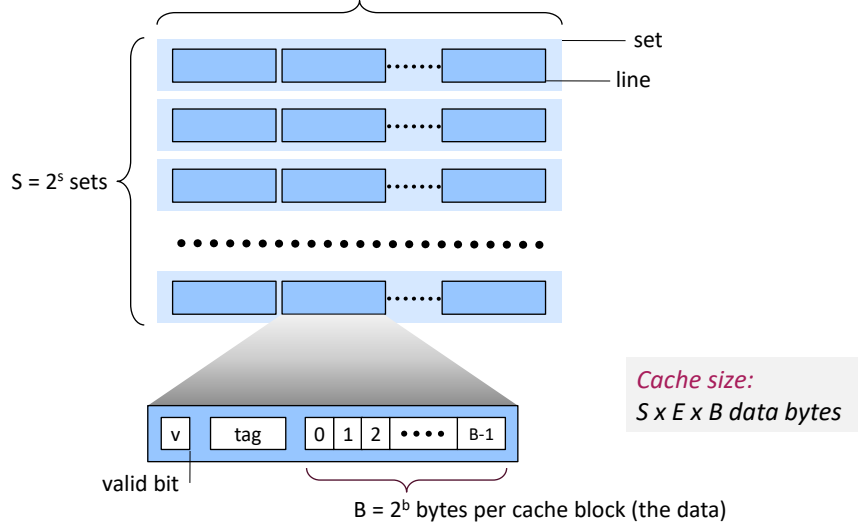 set
line
S = 2ˢ sets
Cache size:
S x E x B data bytes
v
tag
0 1 2 •••• B-1
valid bit
B = 2ᵇ bytes per cache block (the data)